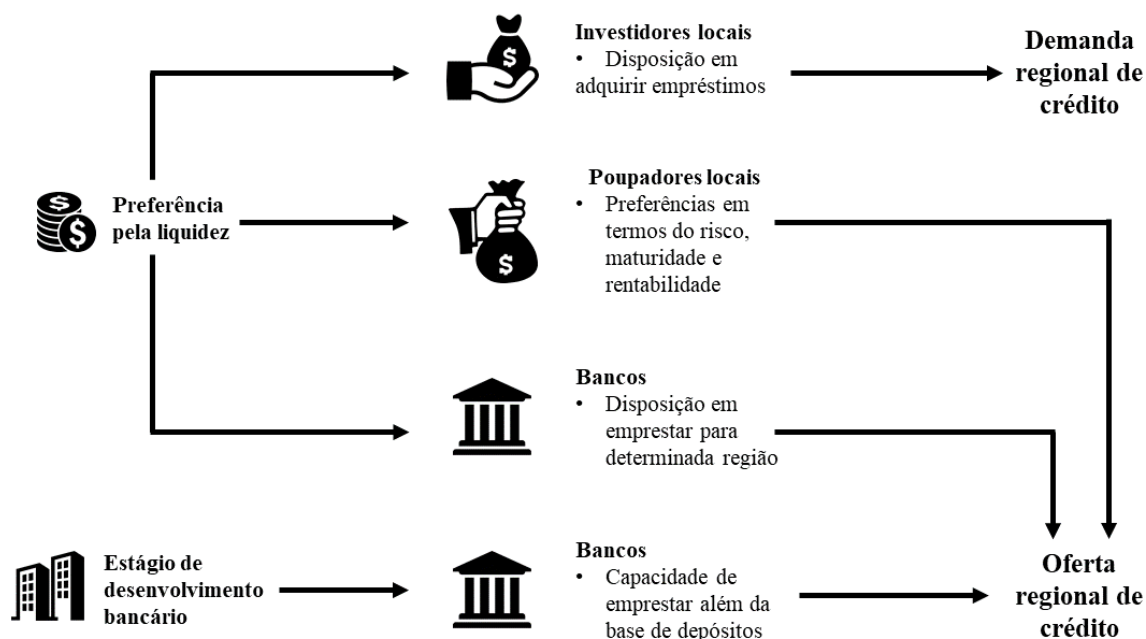 Investidores locais
• Disposição em
adquirir empréstimos
Demanda
regional de
crédito
Preferência
pela liquidez
Poupadores locais
• Preferências em
termos do risco,
maturidade e
rentabilidade
Bancos
• Disposição em
emprestar para
determinada região
Estágio de
desenvolvimento
bancário
Bancos
• Capacidade de
emprestar além da
base de depósitos
Oferta
regional de
crédito